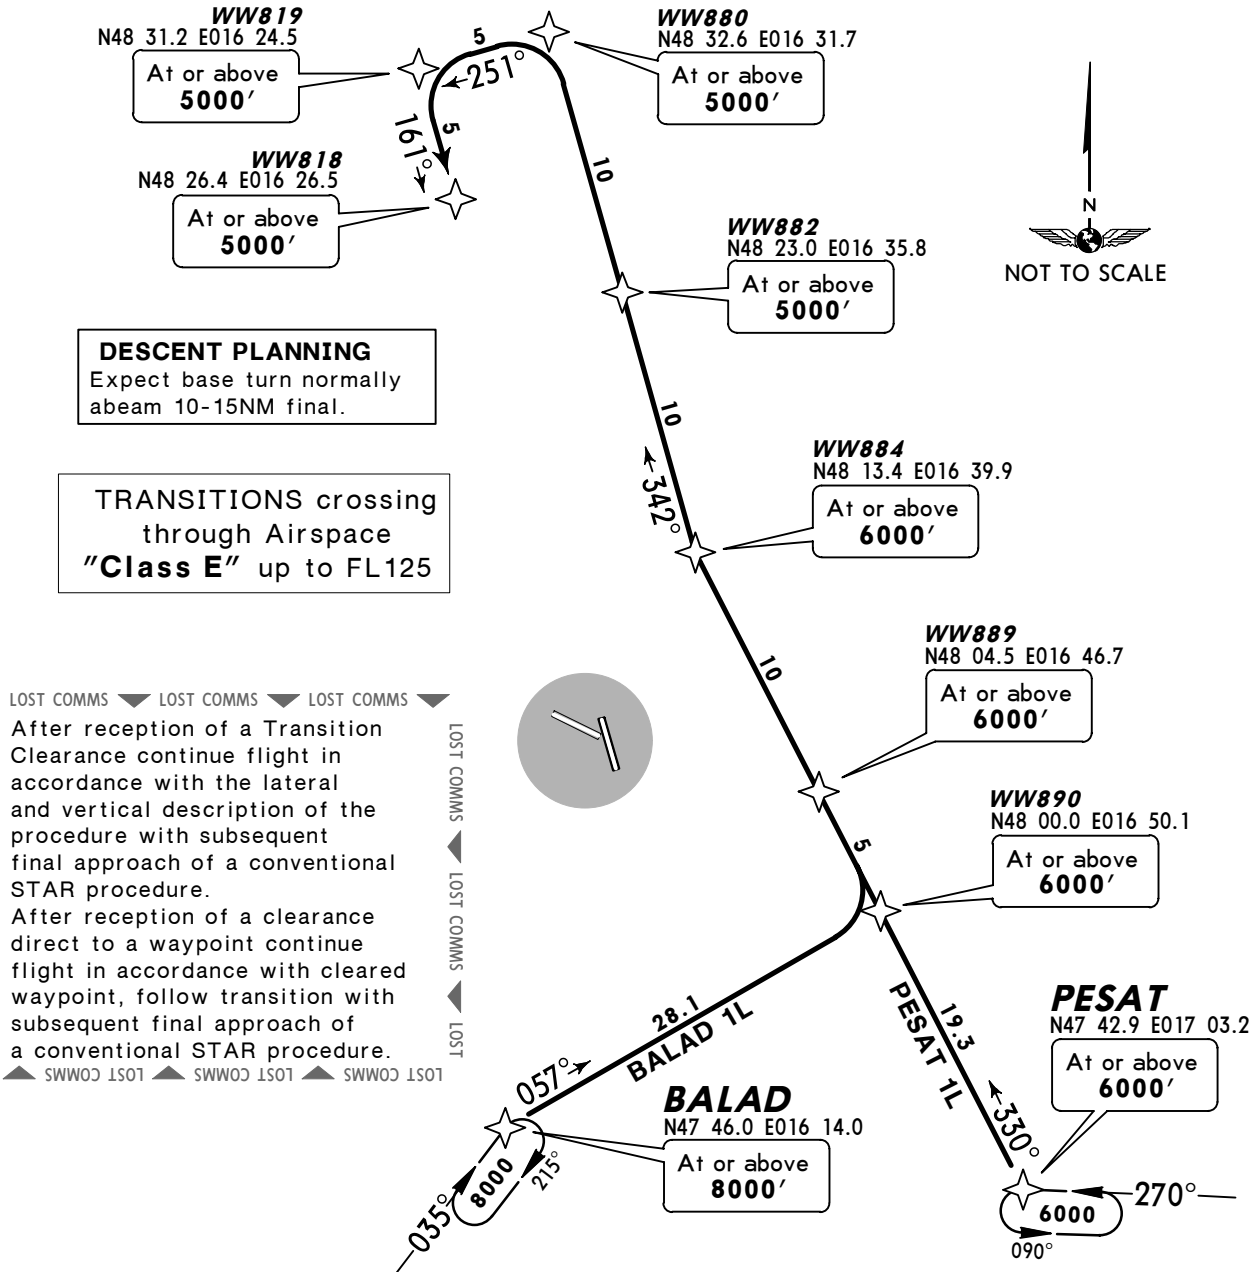 WW819
N48 31.2 E016 24.5
At or above
5000'
5
251°
WW880
N48 32.6 E016 31.7
At or above
5000'
161°
5
WW818
N48 26.4 E016 26.5
At or above
5000'
10
N
NOT TO SCALE
WW882
N48 23.0 E016 35.8
At or above
5000'
DESCENT PLANNING
Expect base turn normally
abeam 10-15NM final.
10
342°
WW884
N48 13.4 E016 39.9
At or above
6000'
TRANSITIONS crossing
through Airspace
"Class E" up to FL125
10
WW889
N48 04.5 E016 46.7
At or above
6000'
LOST COMMS LOST COMMS LOST COMMS
After reception of a Transition
Clearance continue flight in
accordance with the lateral
and vertical description of the
procedure with subsequent
final approach of a conventional
STAR procedure.
After reception of a clearance
direct to a waypoint continue
flight in accordance with cleared
waypoint, follow transition with
subsequent final approach of
a conventional STAR procedure.
LOST COMMS LOST COMMS LOST
LOST COMMS LOST COMMS LOST COMMS
5
WW890
N48 00.0 E016 50.1
At or above
6000'
28.1
BALAD 1L
057°
19.3
PESAT 1L
330°
PESAT
N47 42.9 E017 03.2
At or above
6000'
BALAD
N47 46.0 E016 14.0
At or above
8000'
035°
8000
215°
270°
6000
090°